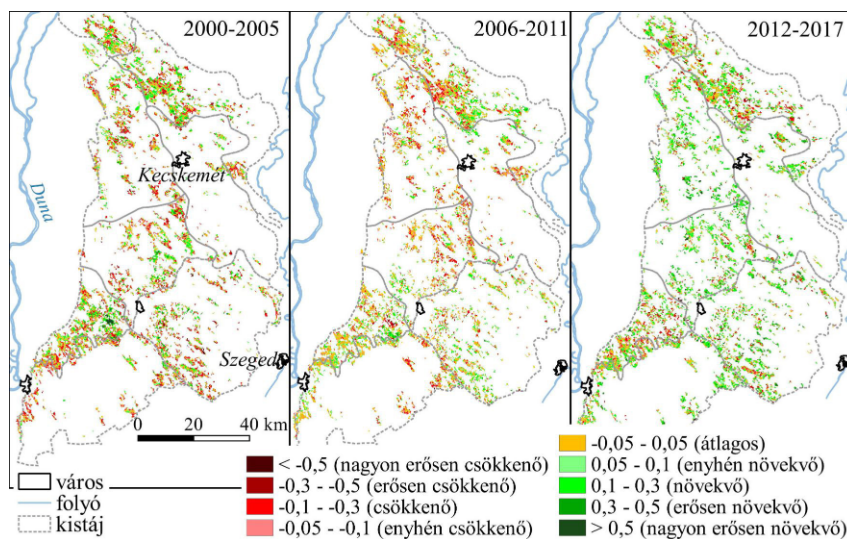 2000-2005
2006-2011
2012-2017
Duna
Kecskemét
Szeged
0 20 40 km
város
folyó
kistáj
< -0,5 (nagyon erősen csökkenő)
-0,3 - -0,5 (erősen csökkenő)
-0,1 - -0,3 (csökkenő)
-0,05 - -0,1 (enyhén csökkenő)
-0,05 - 0,05 (átlagos)
0,05 - 0,1 (enyhén növekvő)
0,1 - 0,3 (növekvő)
0,3 - 0,5 (erősen növekvő)
> 0,5 (nagyon erősen növekvő)